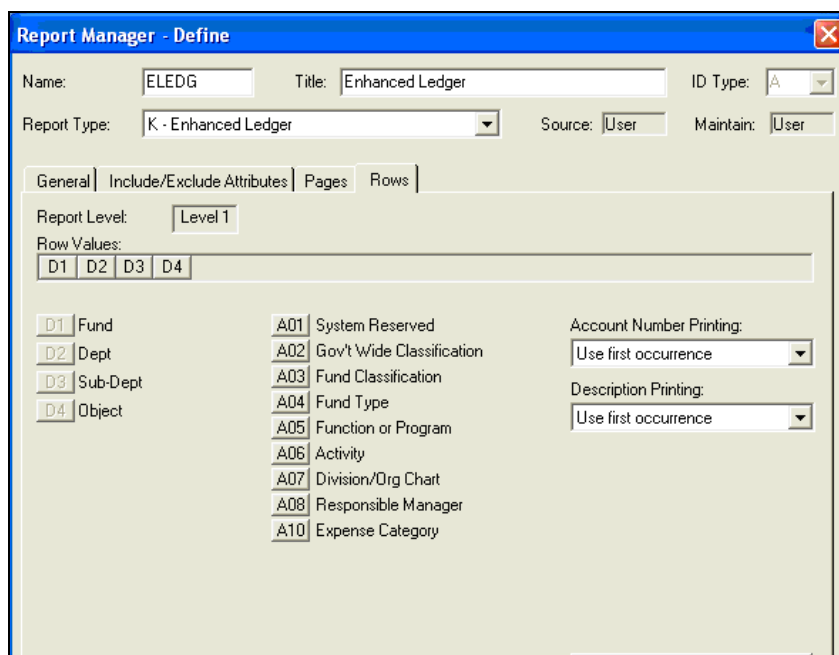 Report Manager - Define
Name: ELEDG Title: Enhanced Ledger ID Type: A
Report Type: K - Enhanced Ledger Source: User Maintain: User
General Include/Exclude Attributes Pages Rows
Report Level: Level 1
Row Values:
D1 D2 D3 D4
D1 Fund A01 System Reserved Account Number Printing:
D2 Dept A02 Gov't Wide Classification Use first occurrence
D3 Sub-Dept A03 Fund Classification Description Printing:
D4 Object A04 Fund Type Use first occurrence
A05 Function or Program
A06 Activity
A07 Division/Org Chart
A08 Responsible Manager
A10 Expense Category